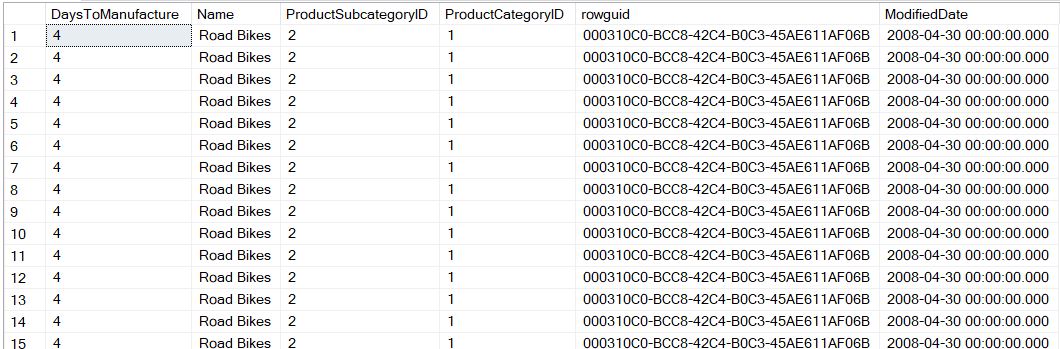 DaysToManufacture Name ProductSubcategoryID ProductCategoryID rowguid ModifiedDate
1 4 Road Bikes 2 1 000310C0-BCC8-42C4-B0C3-45AE611AF06B 2008-04-30 00:00:00.000
2 4 Road Bikes 2 1 000310C0-BCC8-42C4-B0C3-45AE611AF06B 2008-04-30 00:00:00.000
3 4 Road Bikes 2 1 000310C0-BCC8-42C4-B0C3-45AE611AF06B 2008-04-30 00:00:00.000
4 4 Road Bikes 2 1 000310C0-BCC8-42C4-B0C3-45AE611AF06B 2008-04-30 00:00:00.000
5 4 Road Bikes 2 1 000310C0-BCC8-42C4-B0C3-45AE611AF06B 2008-04-30 00:00:00.000
6 4 Road Bikes 2 1 000310C0-BCC8-42C4-B0C3-45AE611AF06B 2008-04-30 00:00:00.000
7 4 Road Bikes 2 1 000310C0-BCC8-42C4-B0C3-45AE611AF06B 2008-04-30 00:00:00.000
8 4 Road Bikes 2 1 000310C0-BCC8-42C4-B0C3-45AE611AF06B 2008-04-30 00:00:00.000
9 4 Road Bikes 2 1 000310C0-BCC8-42C4-B0C3-45AE611AF06B 2008-04-30 00:00:00.000
10 4 Road Bikes 2 1 000310C0-BCC8-42C4-B0C3-45AE611AF06B 2008-04-30 00:00:00.000
11 4 Road Bikes 2 1 000310C0-BCC8-42C4-B0C3-45AE611AF06B 2008-04-30 00:00:00.000
12 4 Road Bikes 2 1 000310C0-BCC8-42C4-B0C3-45AE611AF06B 2008-04-30 00:00:00.000
13 4 Road Bikes 2 1 000310C0-BCC8-42C4-B0C3-45AE611AF06B 2008-04-30 00:00:00.000
14 4 Road Bikes 2 1 000310C0-BCC8-42C4-B0C3-45AE611AF06B 2008-04-30 00:00:00.000
15 4 Road Bikes 2 1 000310C0-BCC8-42C4-B0C3-45AE611AF06B 2008-04-30 00:00:00.000